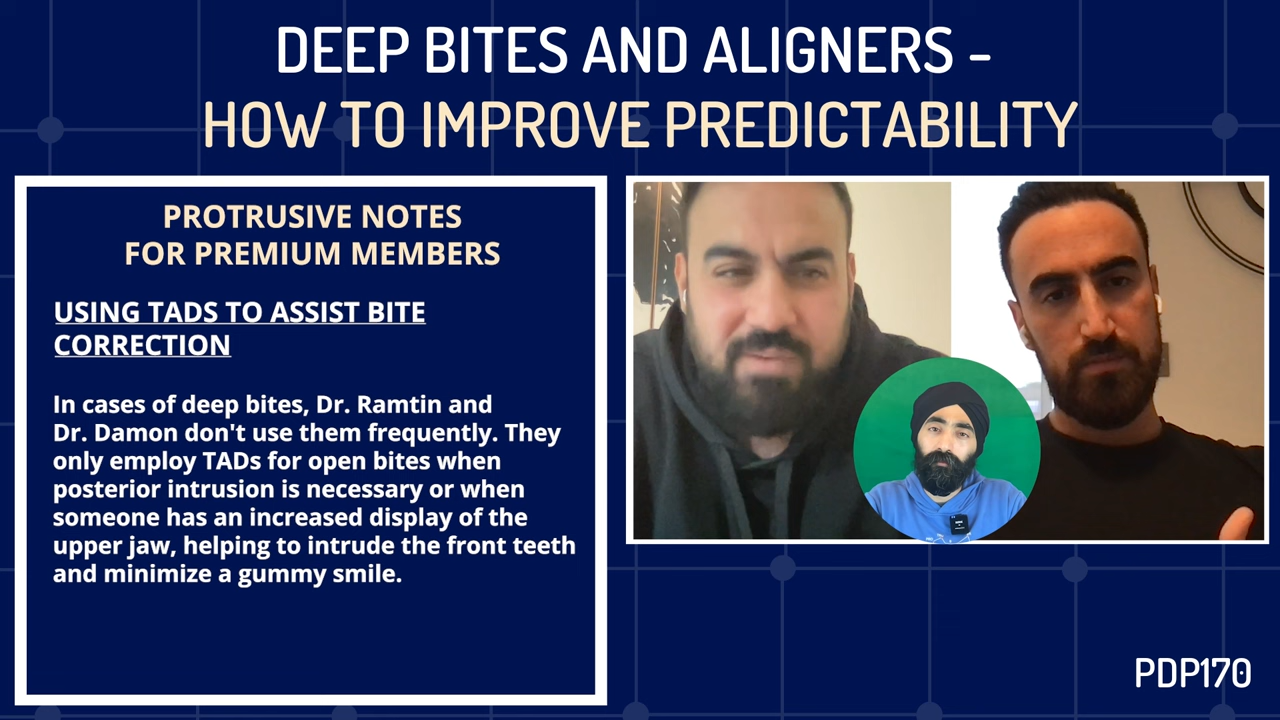 DEEP BITES AND ALIGNERS -
HOW TO IMPROVE PREDICTABILITY
PROTRUSIVE NOTES
FOR PREMIUM MEMBERS
USING TADS TO ASSIST BITE
CORRECTION
In cases of deep bites, Dr. Ramtin and
Dr. Damon don't use them frequently. They
only employ TADs for open bites when
posterior intrusion is necessary or when
someone has an increased display of the
upper jaw, helping to intrude the front teeth
and minimize a gummy smile.
PDP170